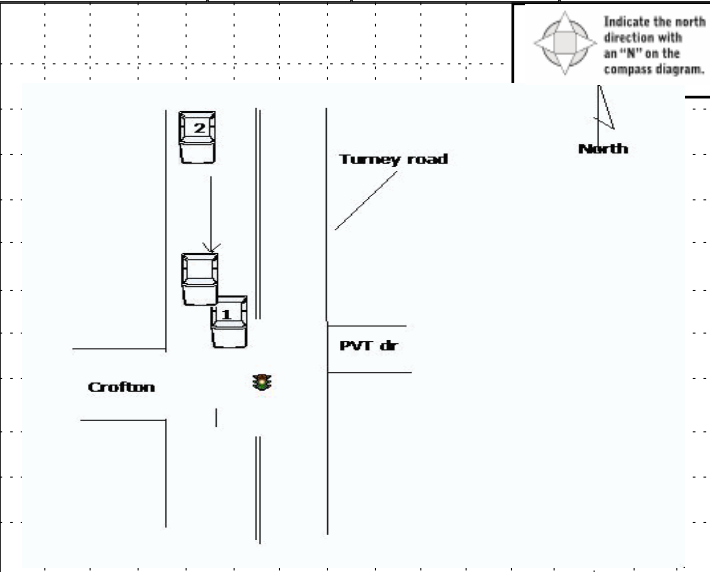 Indicate the north
direction with
an “N” on the
compass diagram.
North
2
Turney road
1
PVT dr
Crofton